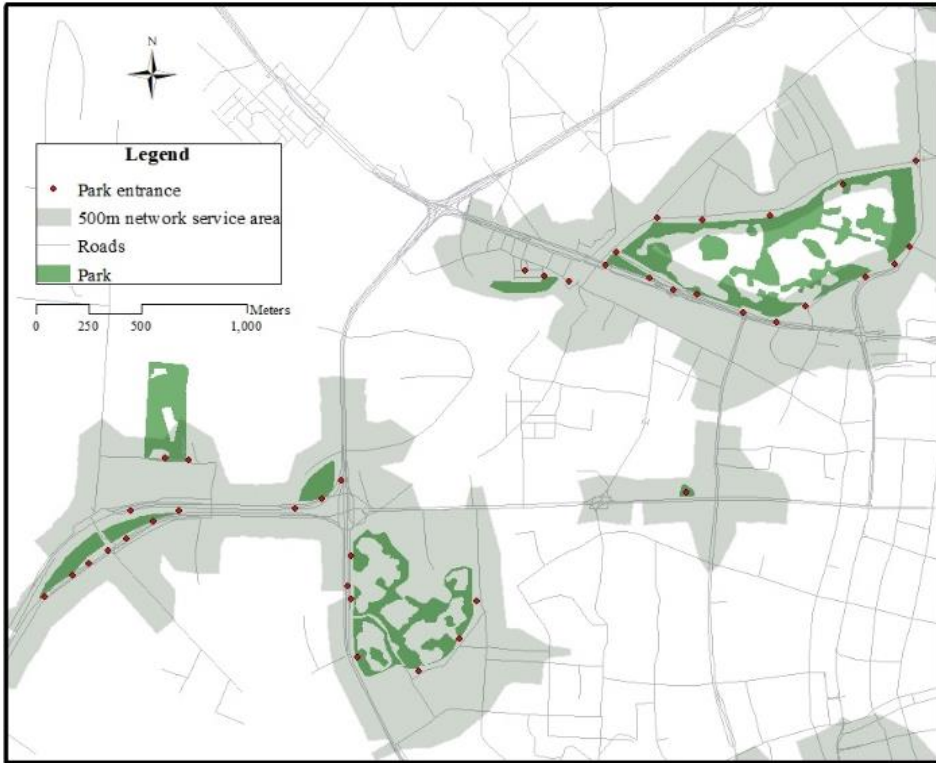 N
Legend
Park entrance
500m network service area
Roads
Park
Meters
0 250 500 1,000